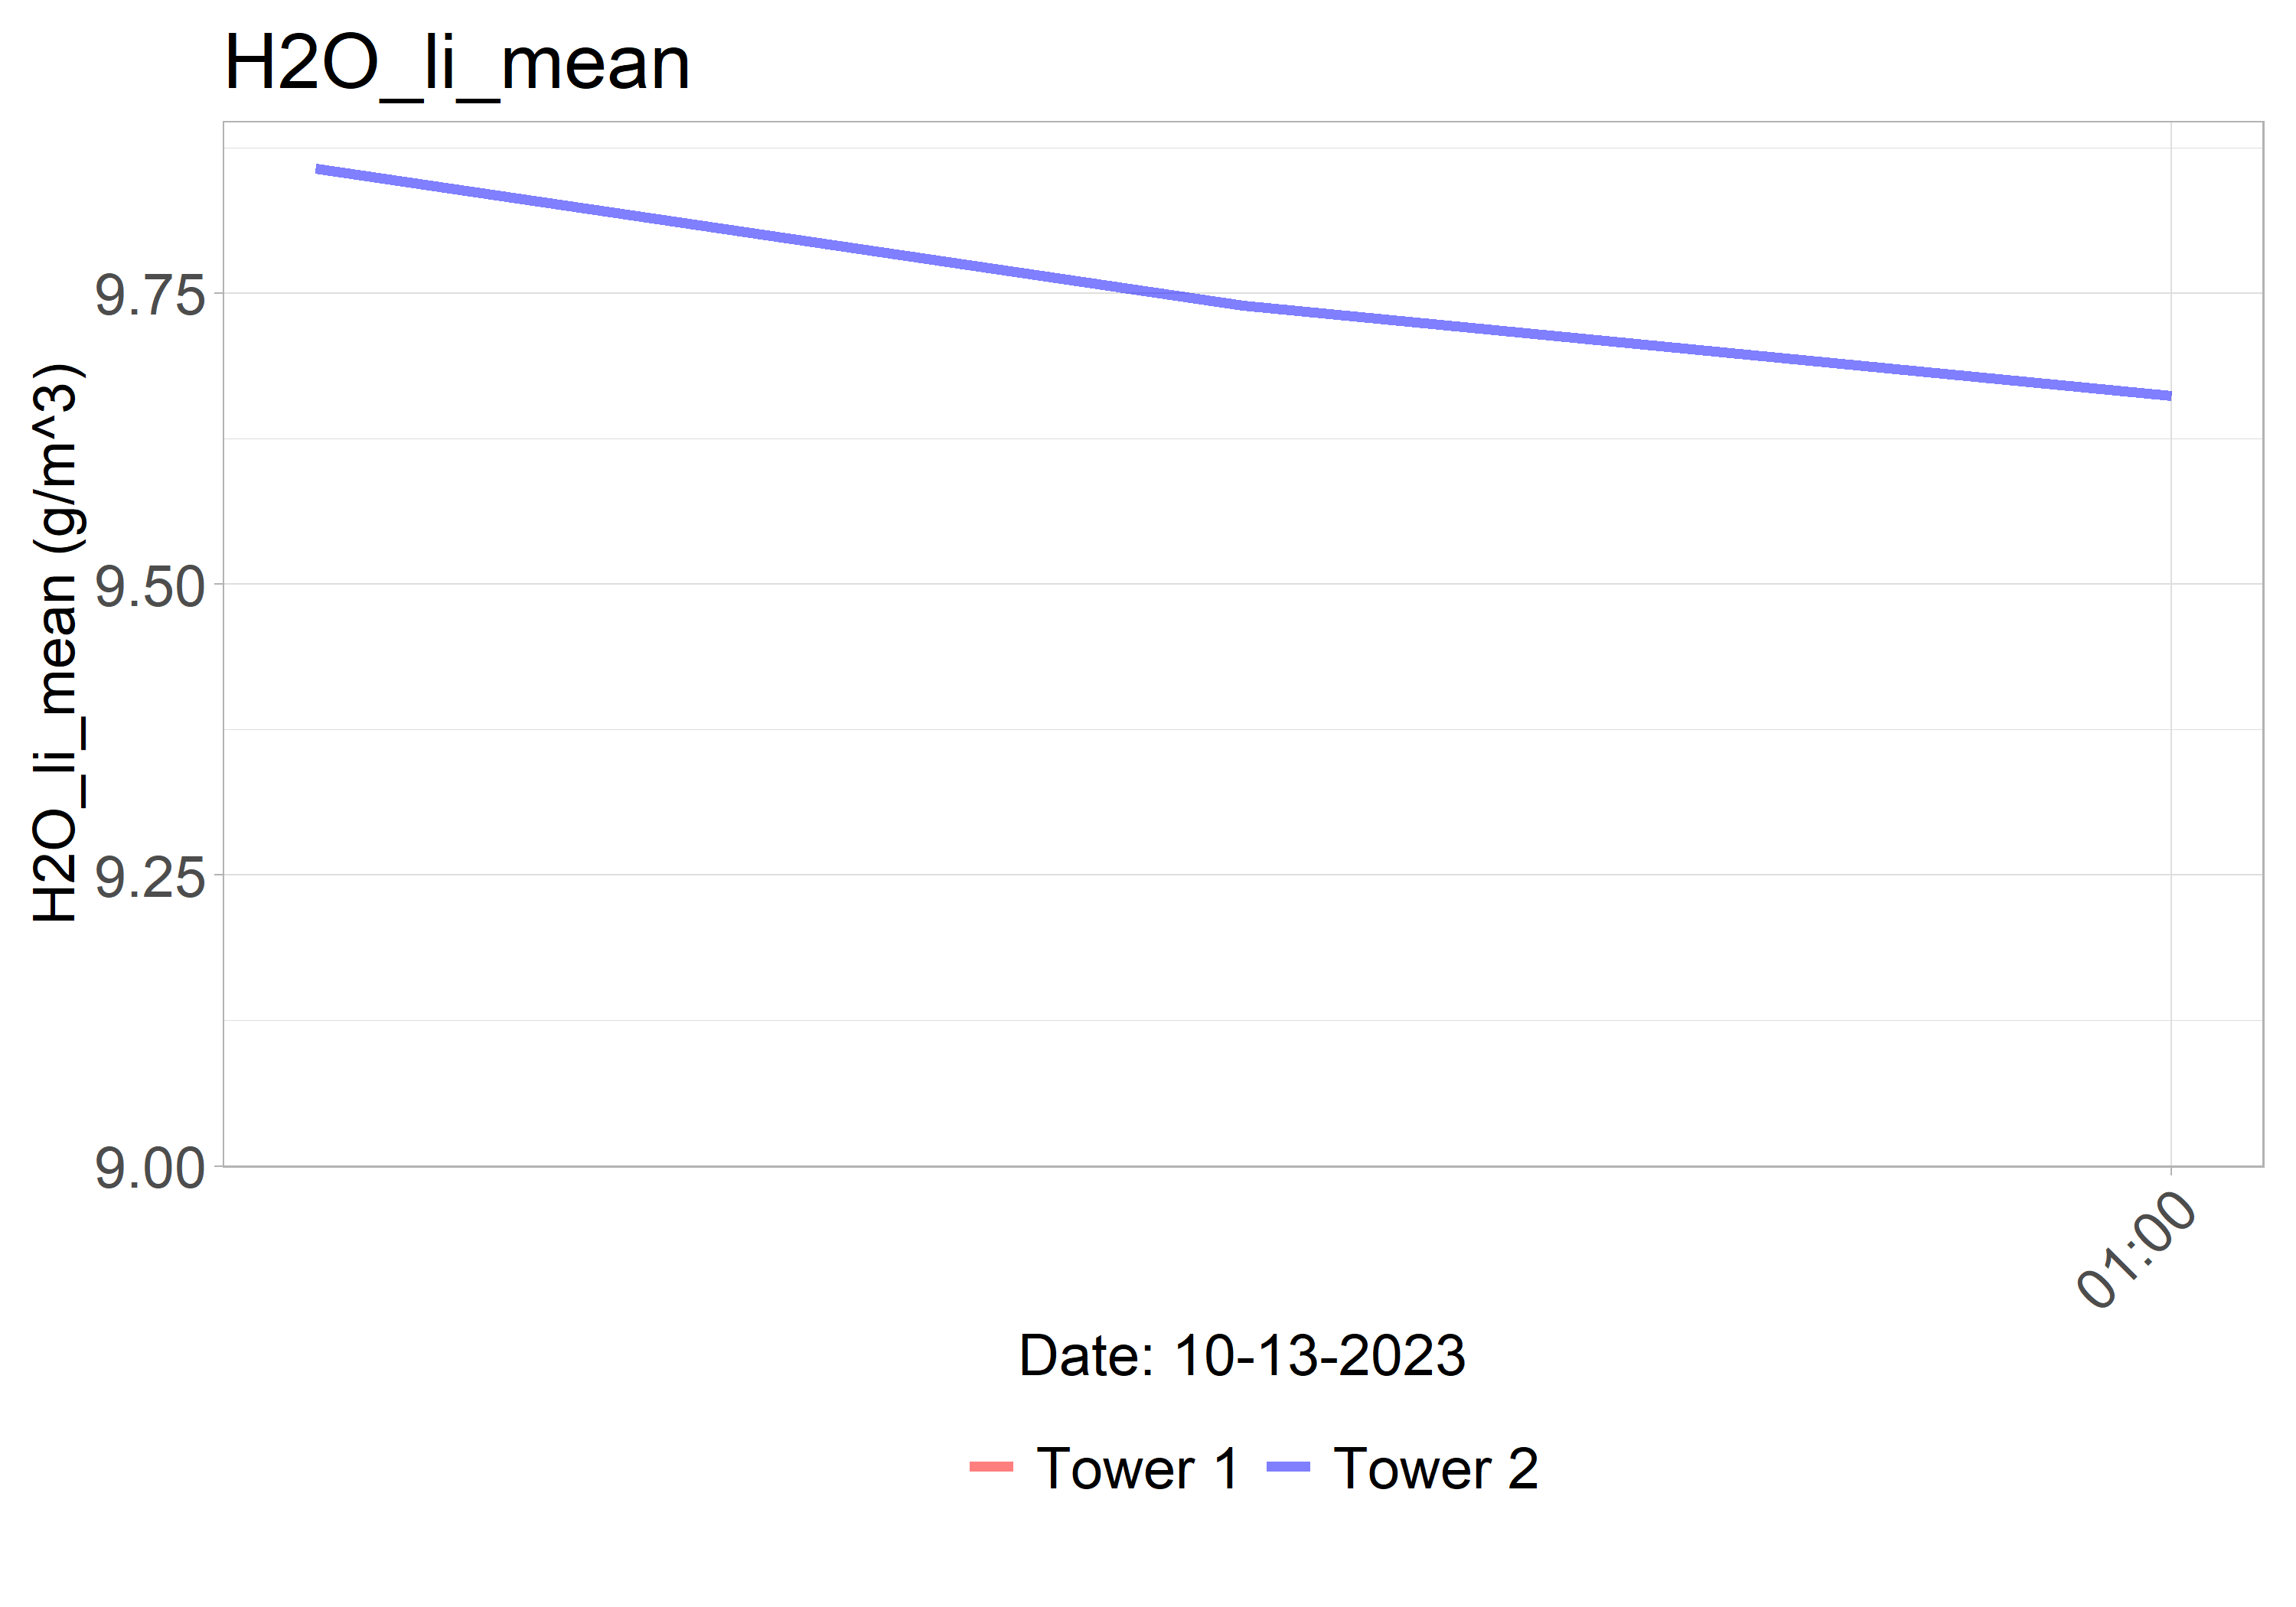 H2O_li_mean
H2O_li_mean (g/m^3)
9.75
9.50
9.25
9.00
01:00
Date: 10-13-2023
Tower 1 Tower 2